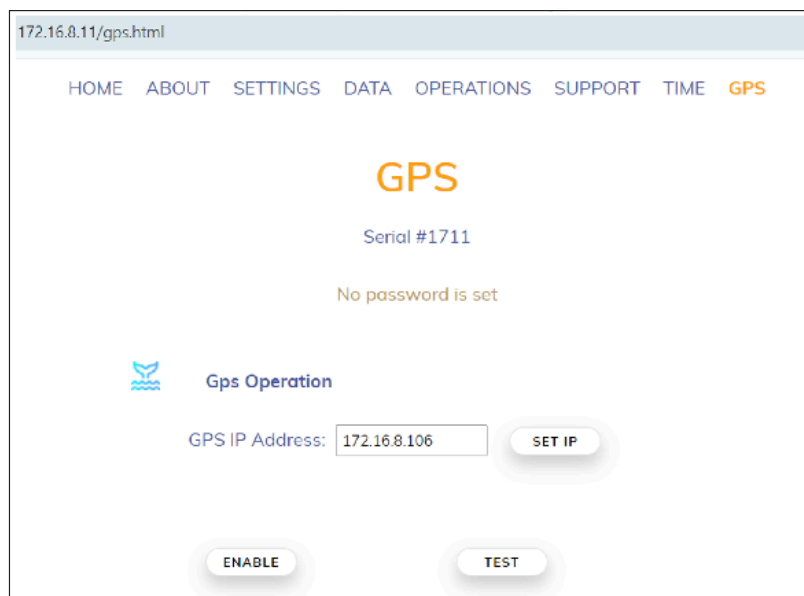 172.16.8.11/gps.html
HOME ABOUT SETTINGS DATA OPERATIONS SUPPORT TIME GPS
GPS
Serial #1711
No password is set
Gps Operation
GPS IP Address: 172.16.8.106 SET IP
ENABLE TEST